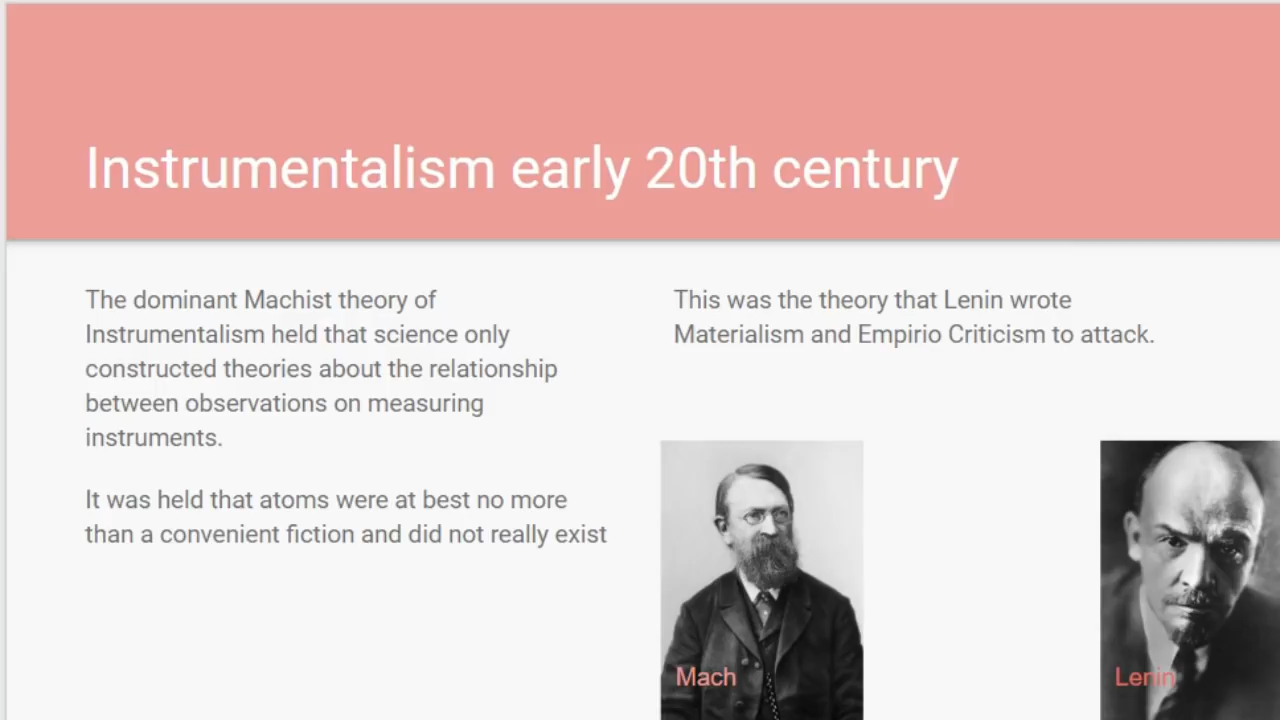 Instrumentalism early 20th century
The dominant Machist theory of
Instrumentalism held that science only
constructed theories about the relationship
between observations on measuring
instruments.
It was held that atoms were at best no more
than a convenient fiction and did not really exist
This was the theory that Lenin wrote
Materialism and Empirio Criticism to attack.
Mach
Lenin